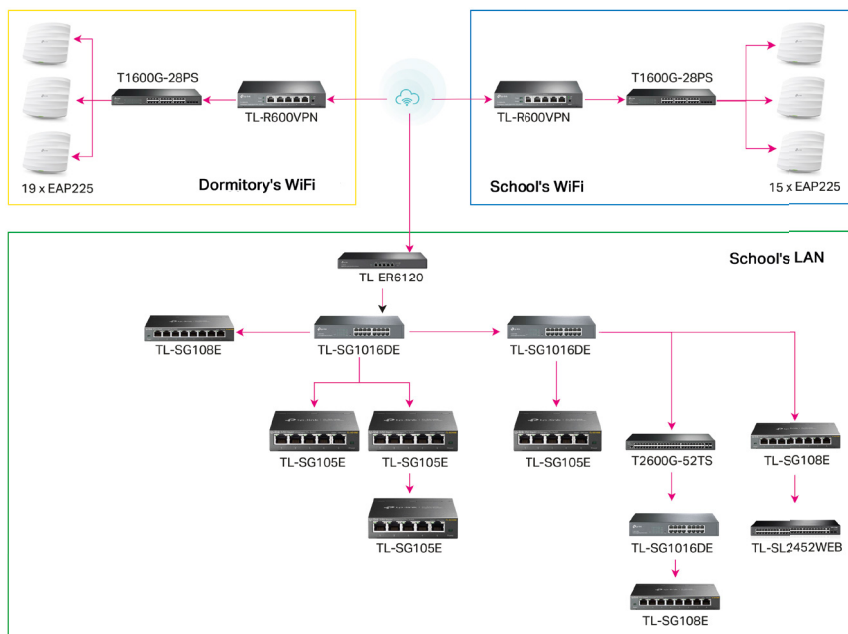 T1600G-28PS
TL-R600VPN
19 x EAP225
Dormitory's WiFi
T1600G-28PS
TL-R600VPN
School's WiFi
15 x EAP225
School's LAN
TL ER6120
TL-SG108E
TL-SG1016DE
TL-SG1016DE
TL-SG105E
TL-SG105E
TL-SG105E
T2600G-52TS
TL-SG108E
TL-SG105E
TL-SG1016DE
TL-SL2452WEB
TL-SG108E